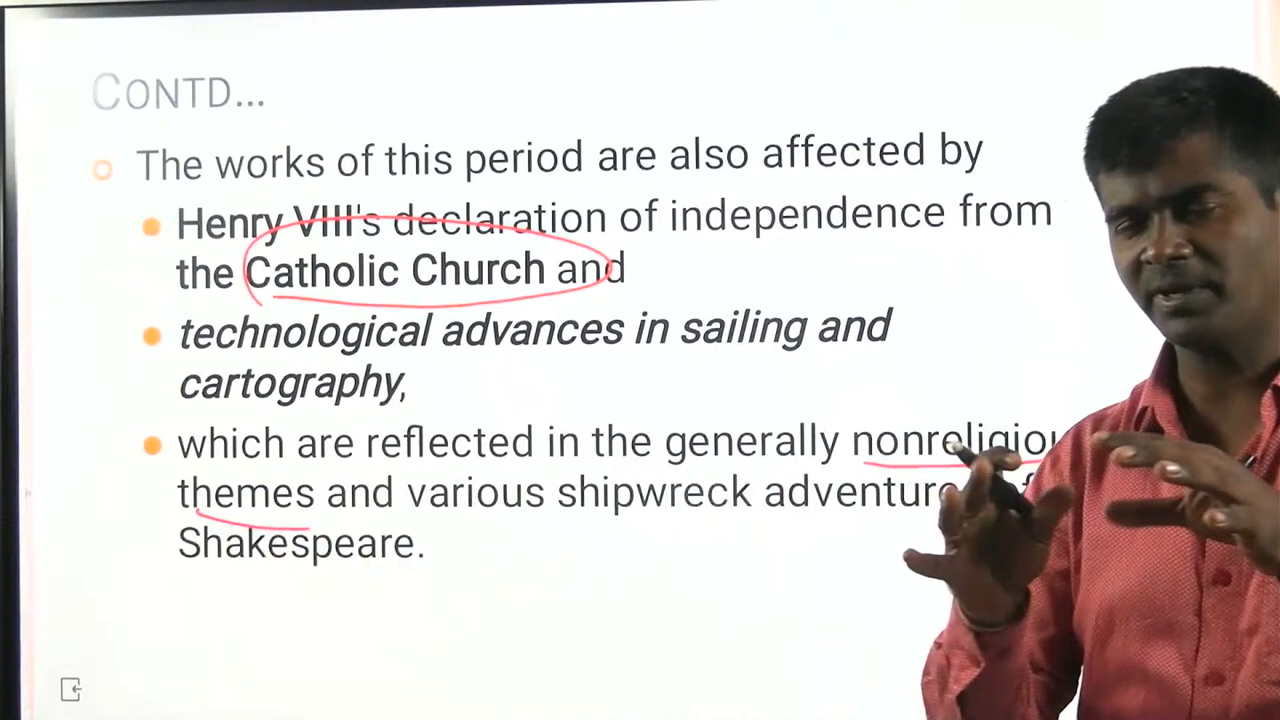 CONTD...
The works of this period are also affected by
Henry VIII's declaration of independence from
the Catholic Church and
technological advances in sailing and
cartography,
which are reflected in the generally
themes and various shipwreck
Shakespeare.